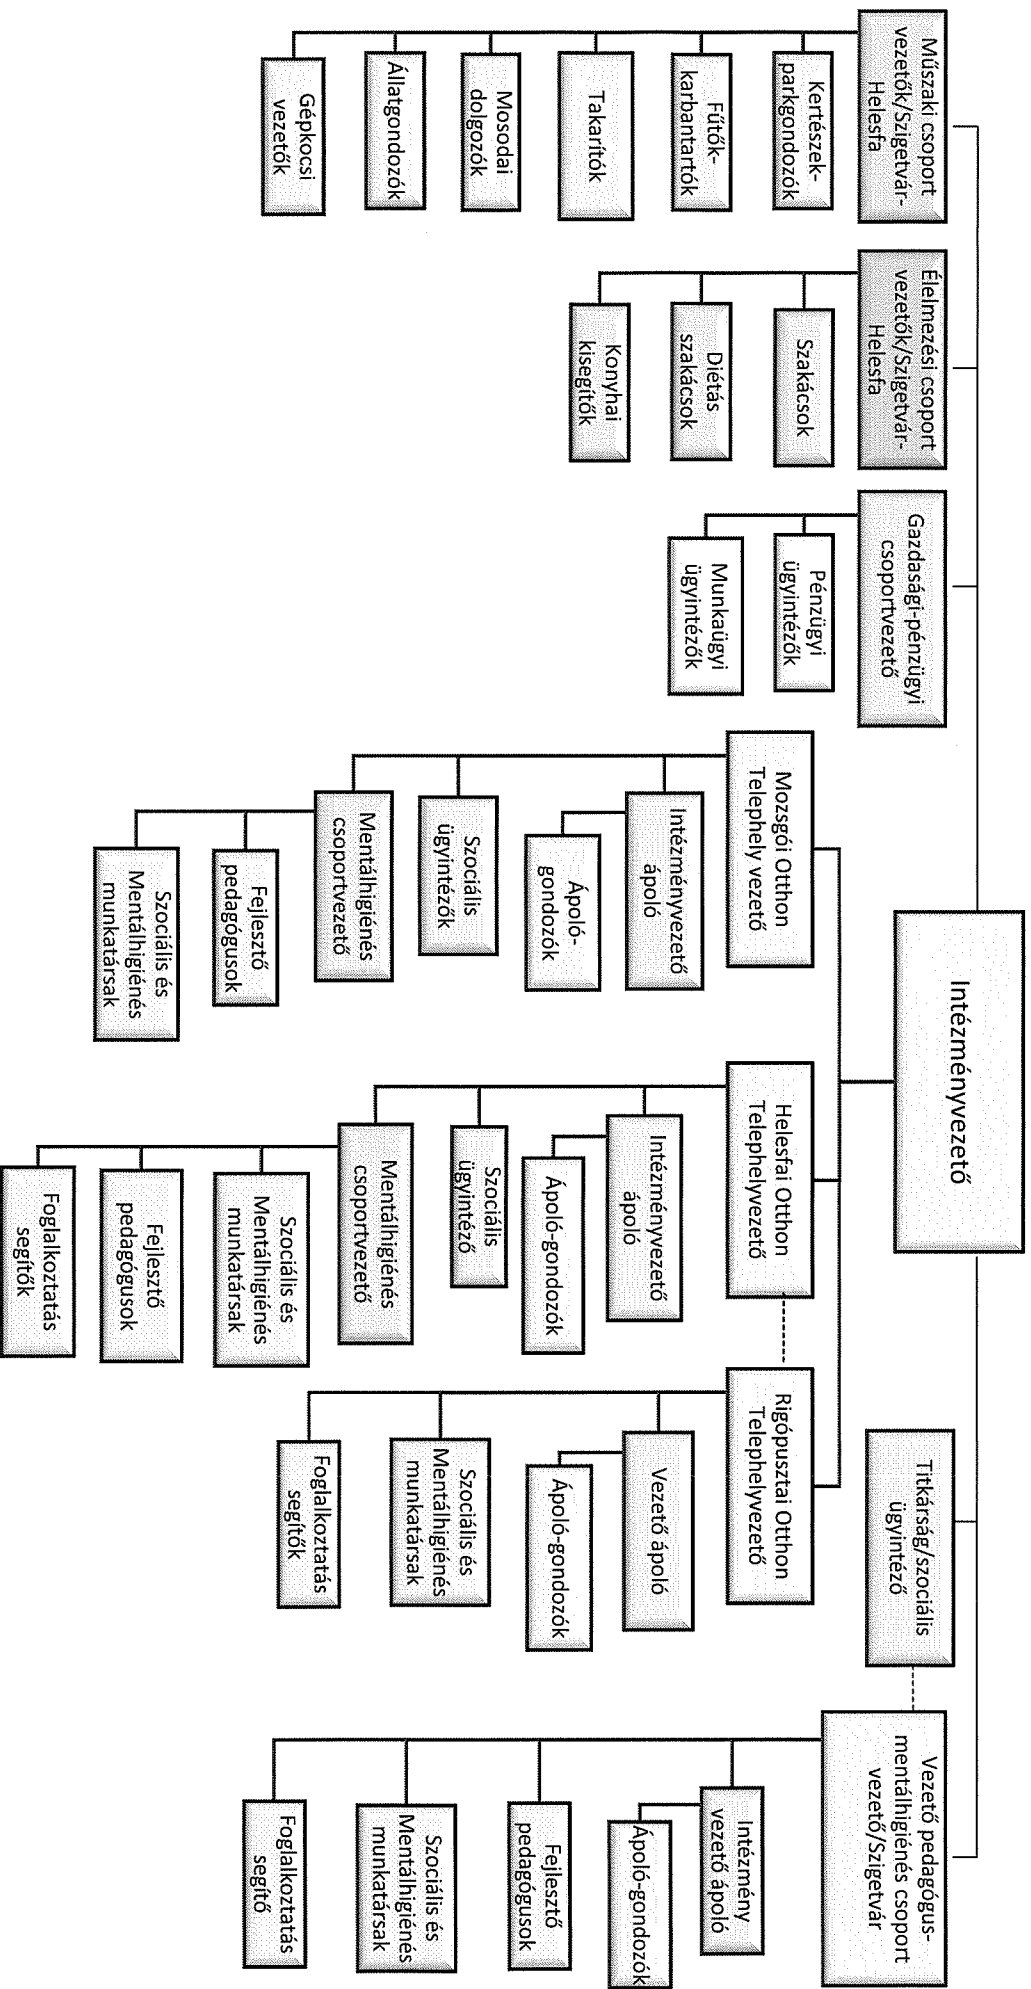 Intézményvezető
Műszaki csoport
vezetők/Szigetvár-
Helesfa
Kertészek-
parkgondozók
Fűtők-
karbantartók
Takarítók
Mosodai
dolgozók
Állatgondozók
Gépkocsi
vezetők
Élelmezési csoport
vezetők/Szigetvár-
Helesfa
Szakácsok
Diétás
szakácsok
Konyhai
kisegítők
Gazdasági-pénzügyi
csoportvezető
Pénzügyi
ügyintézők
Munkaügyi
ügyintézők
Mozsgói Otthon
Telephely vezető
Intézményvezető
ápoló
Ápoló-
gondozók
Szociális
ügyintézők
Mentálhigiénés
csoportvezető
Fejlesztő
pedagógusok
Szociális és
Mentálhigiénés
munkatársak
Helesfai Otthon
Telephelyvezető
Intézményvezető
ápoló
Ápoló-gondozók
Szociális
ügyintéző
Mentálhigiénés
csoportvezető
Szociális és
Mentálhigiénés
munkatársak
Fejlesztő
pedagógusok
Foglalkoztatás
segítők
Rigópusztai Otthon
Telephelyvezető
Vezető ápoló
Ápoló-gondozók
Szociális és
Mentálhigiénés
munkatársak
Foglalkoztatás
segítők
Titkárság/szociális
ügyintéző
Vezető pedagógus-
mentálhigiénés csoport
vezető/Szigetvár
Intézmény
vezető ápoló
Ápoló-gondozók
Fejlesztő
pedagógusok
Szociális és
Mentálhigiénés
munkatársak
Foglalkoztatás
segítő